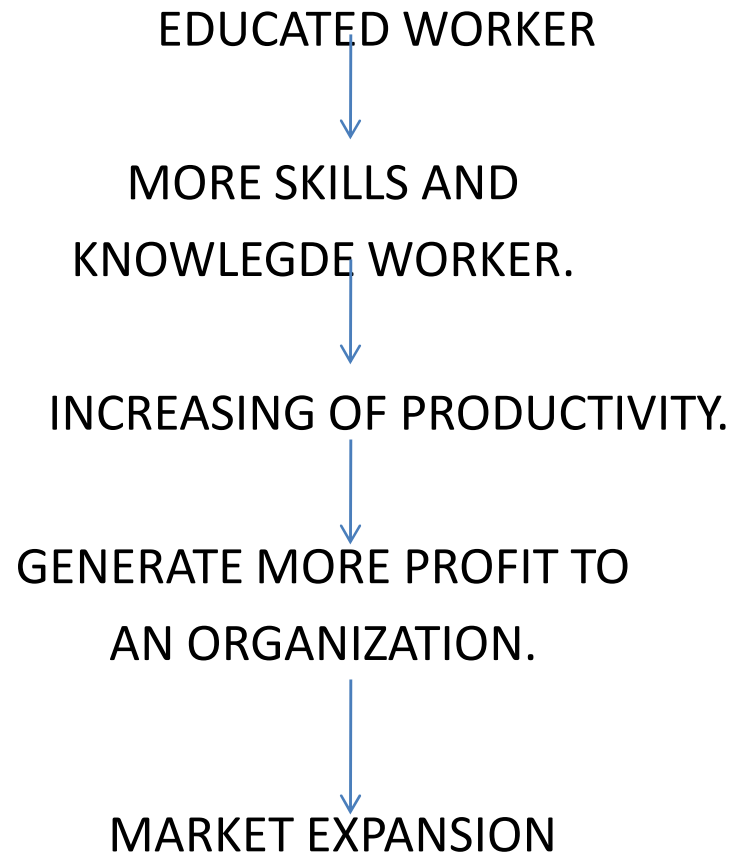 EDUCATED WORKER
MORE SKILLS AND
KNOWLEGDE WORKER.
INCREASING OF PRODUCTIVITY.
GENERATE MORE PROFIT TO
AN ORGANIZATION.
MARKET EXPANSION